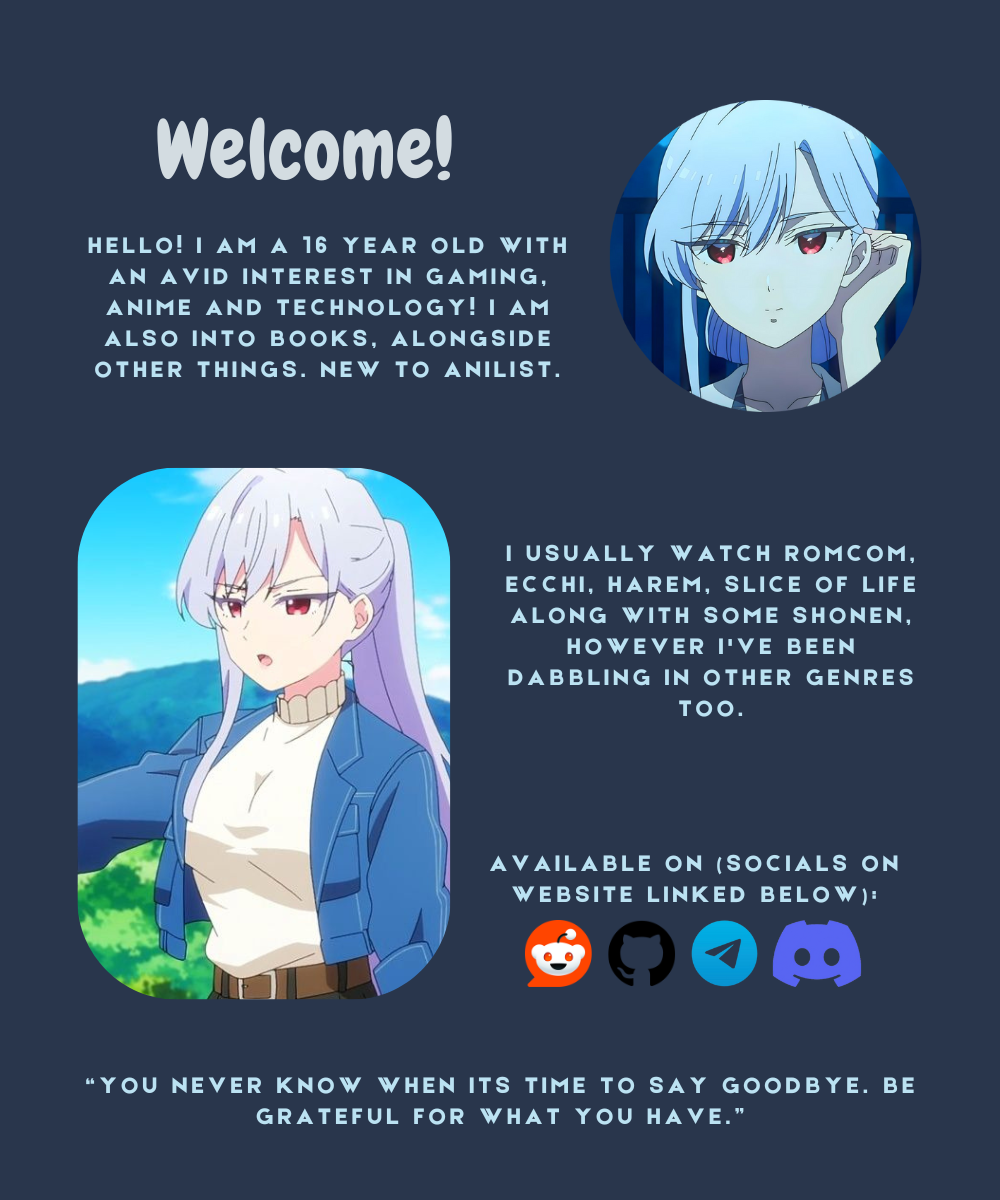 Welcome!
HELLO! I AM A 16 YEAR OLD WITH
AN AVID INTEREST IN GAMING,
ANIME AND TECHNOLOGY! I AM
ALSO INTO BOOKS, ALONGSIDE
OTHER THINGS. NEW TO ANILIST.
I USUALLY WATCH ROMCOM,
ECCHI, HAREM, SLICE OF LIFE
ALONG WITH SOME SHONEN,
HOWEVER I'VE BEEN
DABBLING IN OTHER GENRES
TOO.
AVAILABLE ON (SOCIALS ON
WEBSITE LINKED BELOW):
“YOU NEVER KNOW WHEN ITS TIME TO SAY GOODBYE. BE
GRATEFUL FOR WHAT YOU HAVE.”